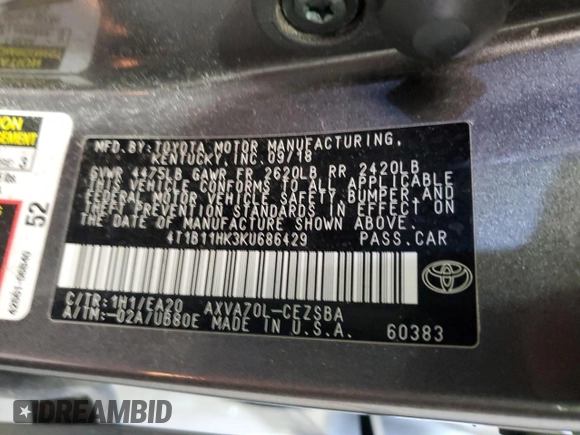 MFD. BY: TOYOTA MOTOR MANUFACTURING,
KENTUCKY, INC. 09/18
GVWR 4475LB GAWR FR 2620LB RR 2420LB
THIS VEHICLE CONFORMS TO ALL APPLICABLE
FEDERAL MOTOR VEHICLE SAFETY, BUMPER, AND
THEFT PREVENTION STANDARDS IN EFFECT ON
THE DATE OF MANUFACTURE SHOWN ABOVE.
4T1B11HK3KU686429 PASS. CAR
C/TR: 1H1/EA20 AXVA70L-CEZSBA
A/TM: -02A/UB80E MADE IN U.S.A. 60383
52
3
DREAMBID